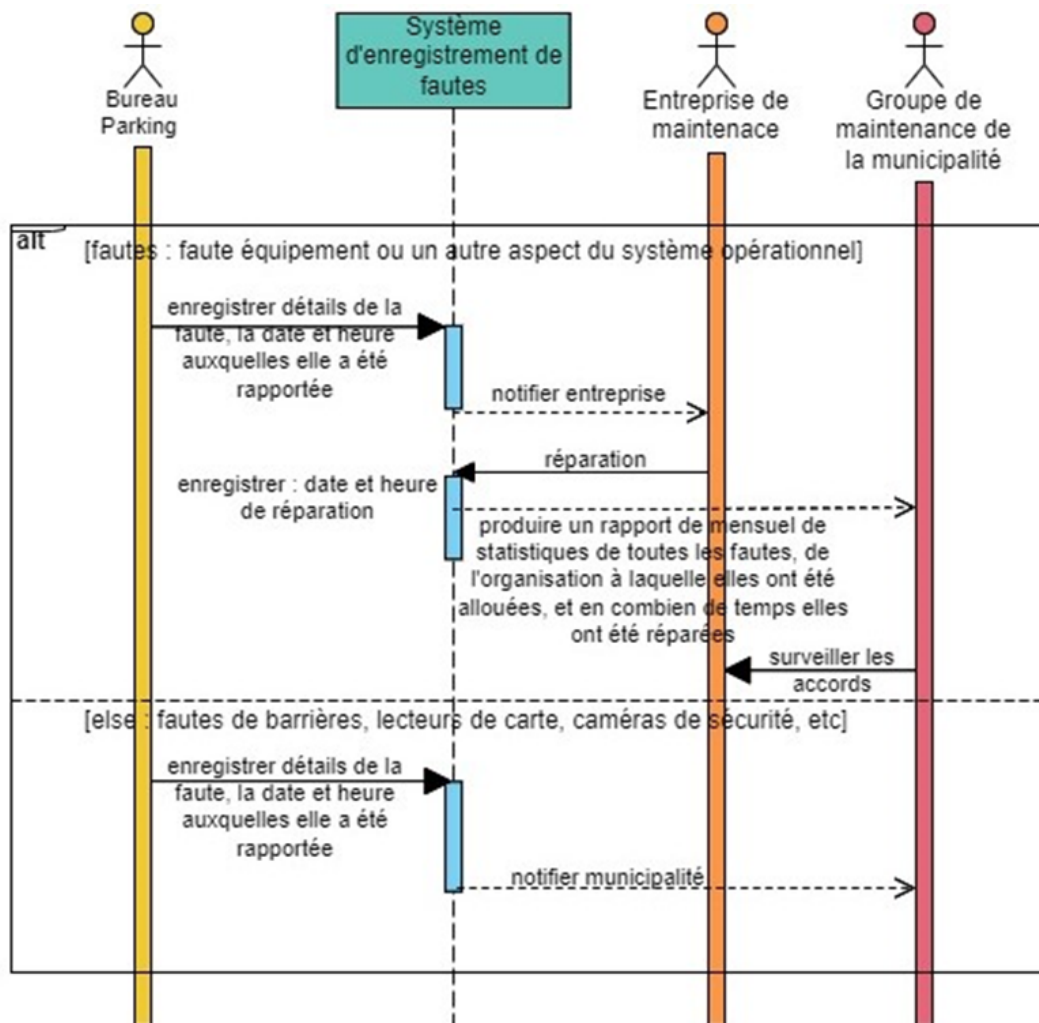 Système
d'enregistrement de
fautes
Bureau
Parking
Entreprise de
maintenace
Groupe de
maintenance de
la municipalité
alt
[fautes : faute équipement ou un autre aspect du système opérationnel]
enregistrer détails de la
faute, la date et heure
auxquelles elle a été
rapportée
notifier entreprise
réparation
enregistrer : date et heure
de réparation
produire un rapport de mensuel de
statistiques de toutes les fautes, de
l'organisation à laquelle elles ont été
allouées, et en combien de temps elles
ont été réparées
surveiller les
accords
[else : fautes de barrières, lecteurs de carte, caméras de sécurité, etc]
enregistrer détails de la
faute, la date et heure
auxquelles elle a été
rapportée
notifier municipalité